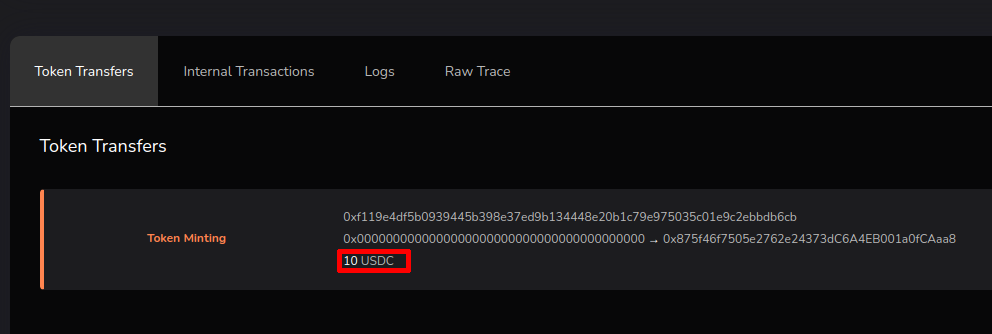 Token Transfers
Internal Transactions
Logs
Raw Trace
Token Transfers
Token Minting
0xf119e4df5b0939445b398e37ed9b134448e20b1c79e975035c01e9c2ebbdb6cb
0x0000000000000000000000000000000000000000 → 0x875f46f7505e2762e24373dC6A4EB001a0fCAaa8
10 USDC